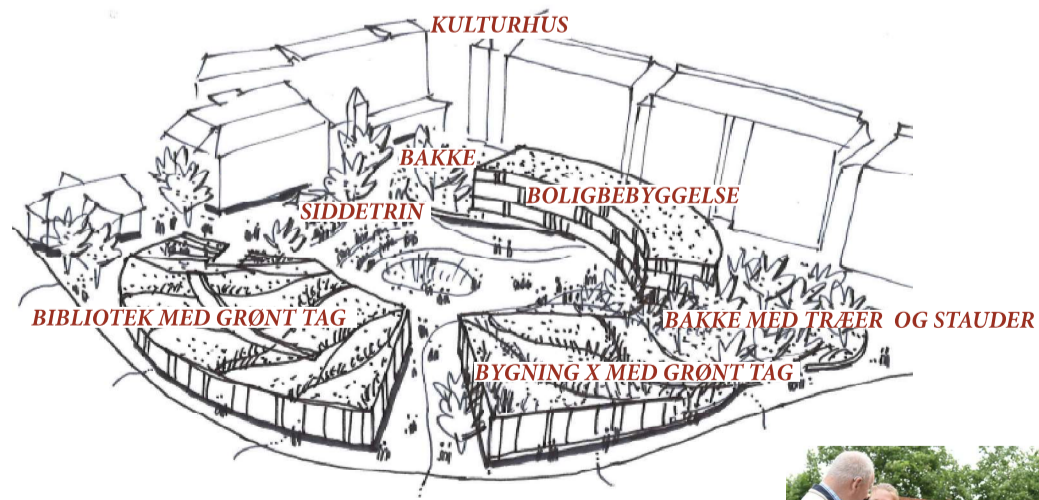 KULTURHUS
BAKKE
BOLIGBEBYGGELSE
SIDDETRIN
BIBLIOTEK MED GRØNT TAG
BAKKE MED TRÆER OG STAUDER
BYGNING X MED GRØNT TAG